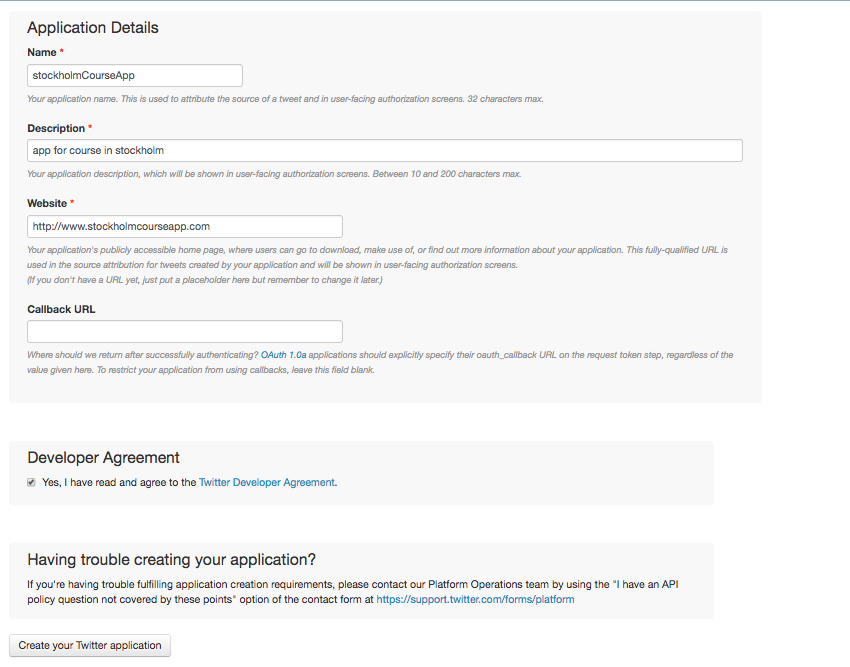 Application Details
Name *
stockholmCourseApp
Your application name. This is used to attribute the source of a tweet and in user-facing authorization screens. 32 characters max.
Description *
app for course in stockholm
Your application description, which will be shown in user-facing authorization screens. Between 10 and 200 characters max.
Website *
http://www.stockholmcourseapp.com
Your application's publicly accessible home page, where users can go to download, make use of, or find out more information about your application. This fully-qualified URL is
used in the source attribution for tweets created by your application and will be shown in user-facing authorization screens.
(If you don't have a URL yet, just put a placeholder here but remember to change it later.)
Callback URL
Where should we return after successfully authenticating? OAuth 1.0a applications should explicitly specify their oauth_callback URL on the request token step, regardless of the
value given here. To restrict your application from using callbacks, leave this field blank.
Developer Agreement
Yes, I have read and agree to the Twitter Developer Agreement.
Having trouble creating your application?
If you're having trouble fulfilling application creation requirements, please contact our Platform Operations team by using the "I have an API
policy question not covered by these points" option of the contact form at https://support.twitter.com/forms/platform
Create your Twitter application